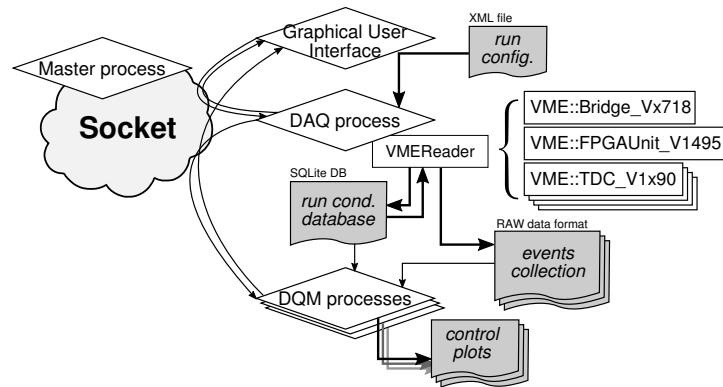 XML file
Graphical User
Interface
run
config.
Master process
Socket
DAQ process
VME::Bridge_Vx718
VMEReader
VME::FPGAUnit_V1495
SQLite DB
VME::TDC_V1x90
run cond.
database
RAW data format
events
collection
DQM processes
control
plots